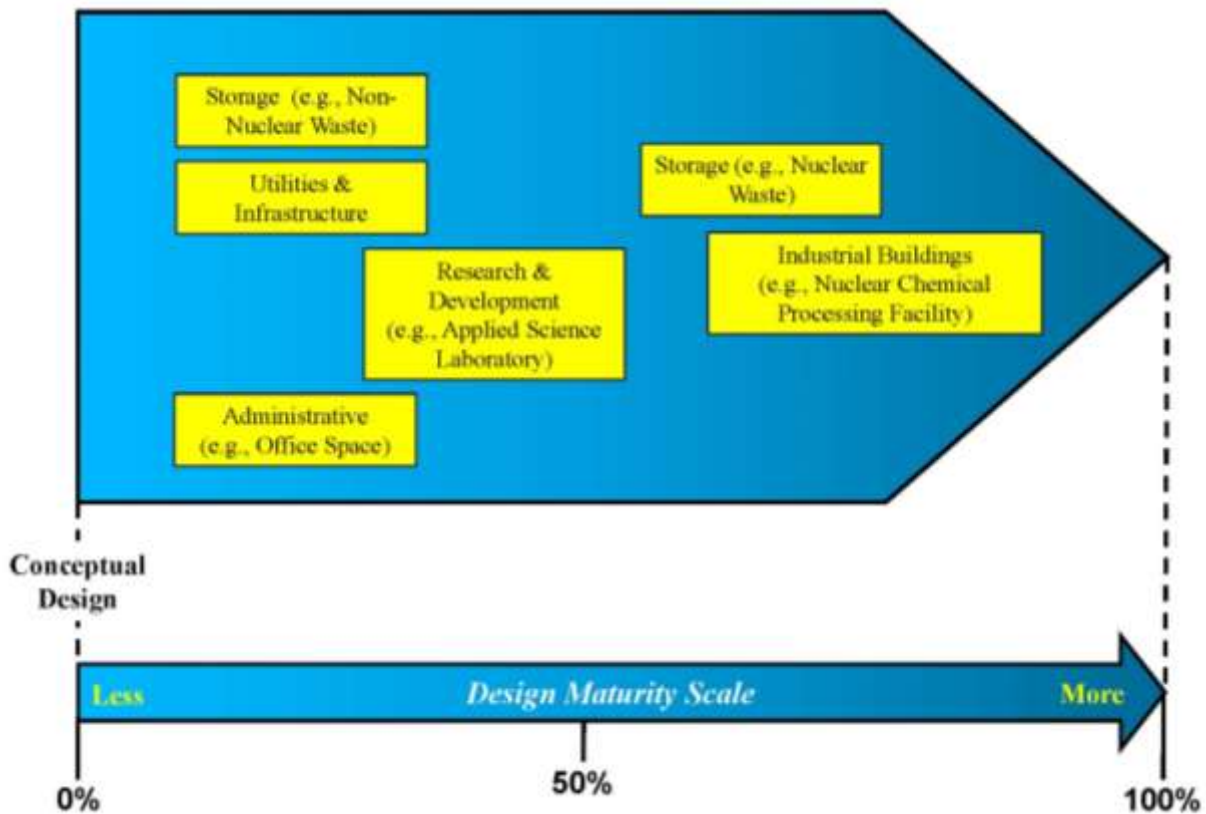 Storage (e.g., Non-
Nuclear Waste)
Utilities &
Infrastructure
Storage (e.g., Nuclear
Waste)
Industrial Buildings
(e.g., Nuclear Chemical
Processing Facility)
Research &
Development
(e.g., Applied Science
Laboratory)
Administrative
(e.g., Office Space)
Conceptual
Design
Less
Design Maturity Scale
More
0%
50%
100%